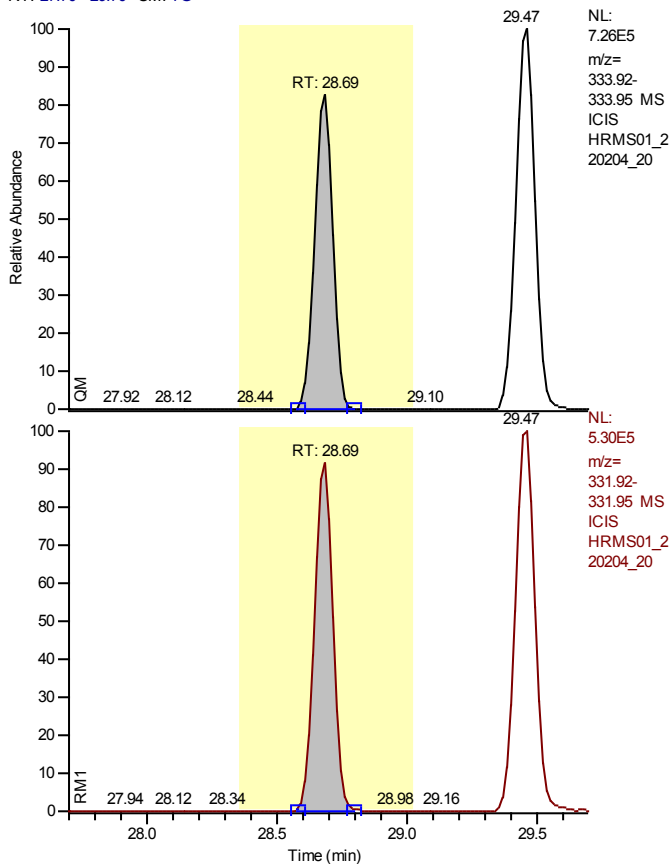 29.47
NL:
7.26E5
m/z=
333.92-
333.95 MS
ICIS
HRMS01_2
20204_20
RT: 28.69
100
90
80
70
60
50
40
30
20
10
0
Relative Abundance
QM
27.92 28.12 28.44 29.10
29.47
NL:
5.30E5
m/z=
331.92-
331.95 MS
ICIS
HRMS01_2
20204_20
RT: 28.69
100
90
80
70
60
50
40
30
20
10
0
RM1
27.94 28.12 28.34 28.98 29.16
28.0 28.5 29.0 29.5
Time (min)